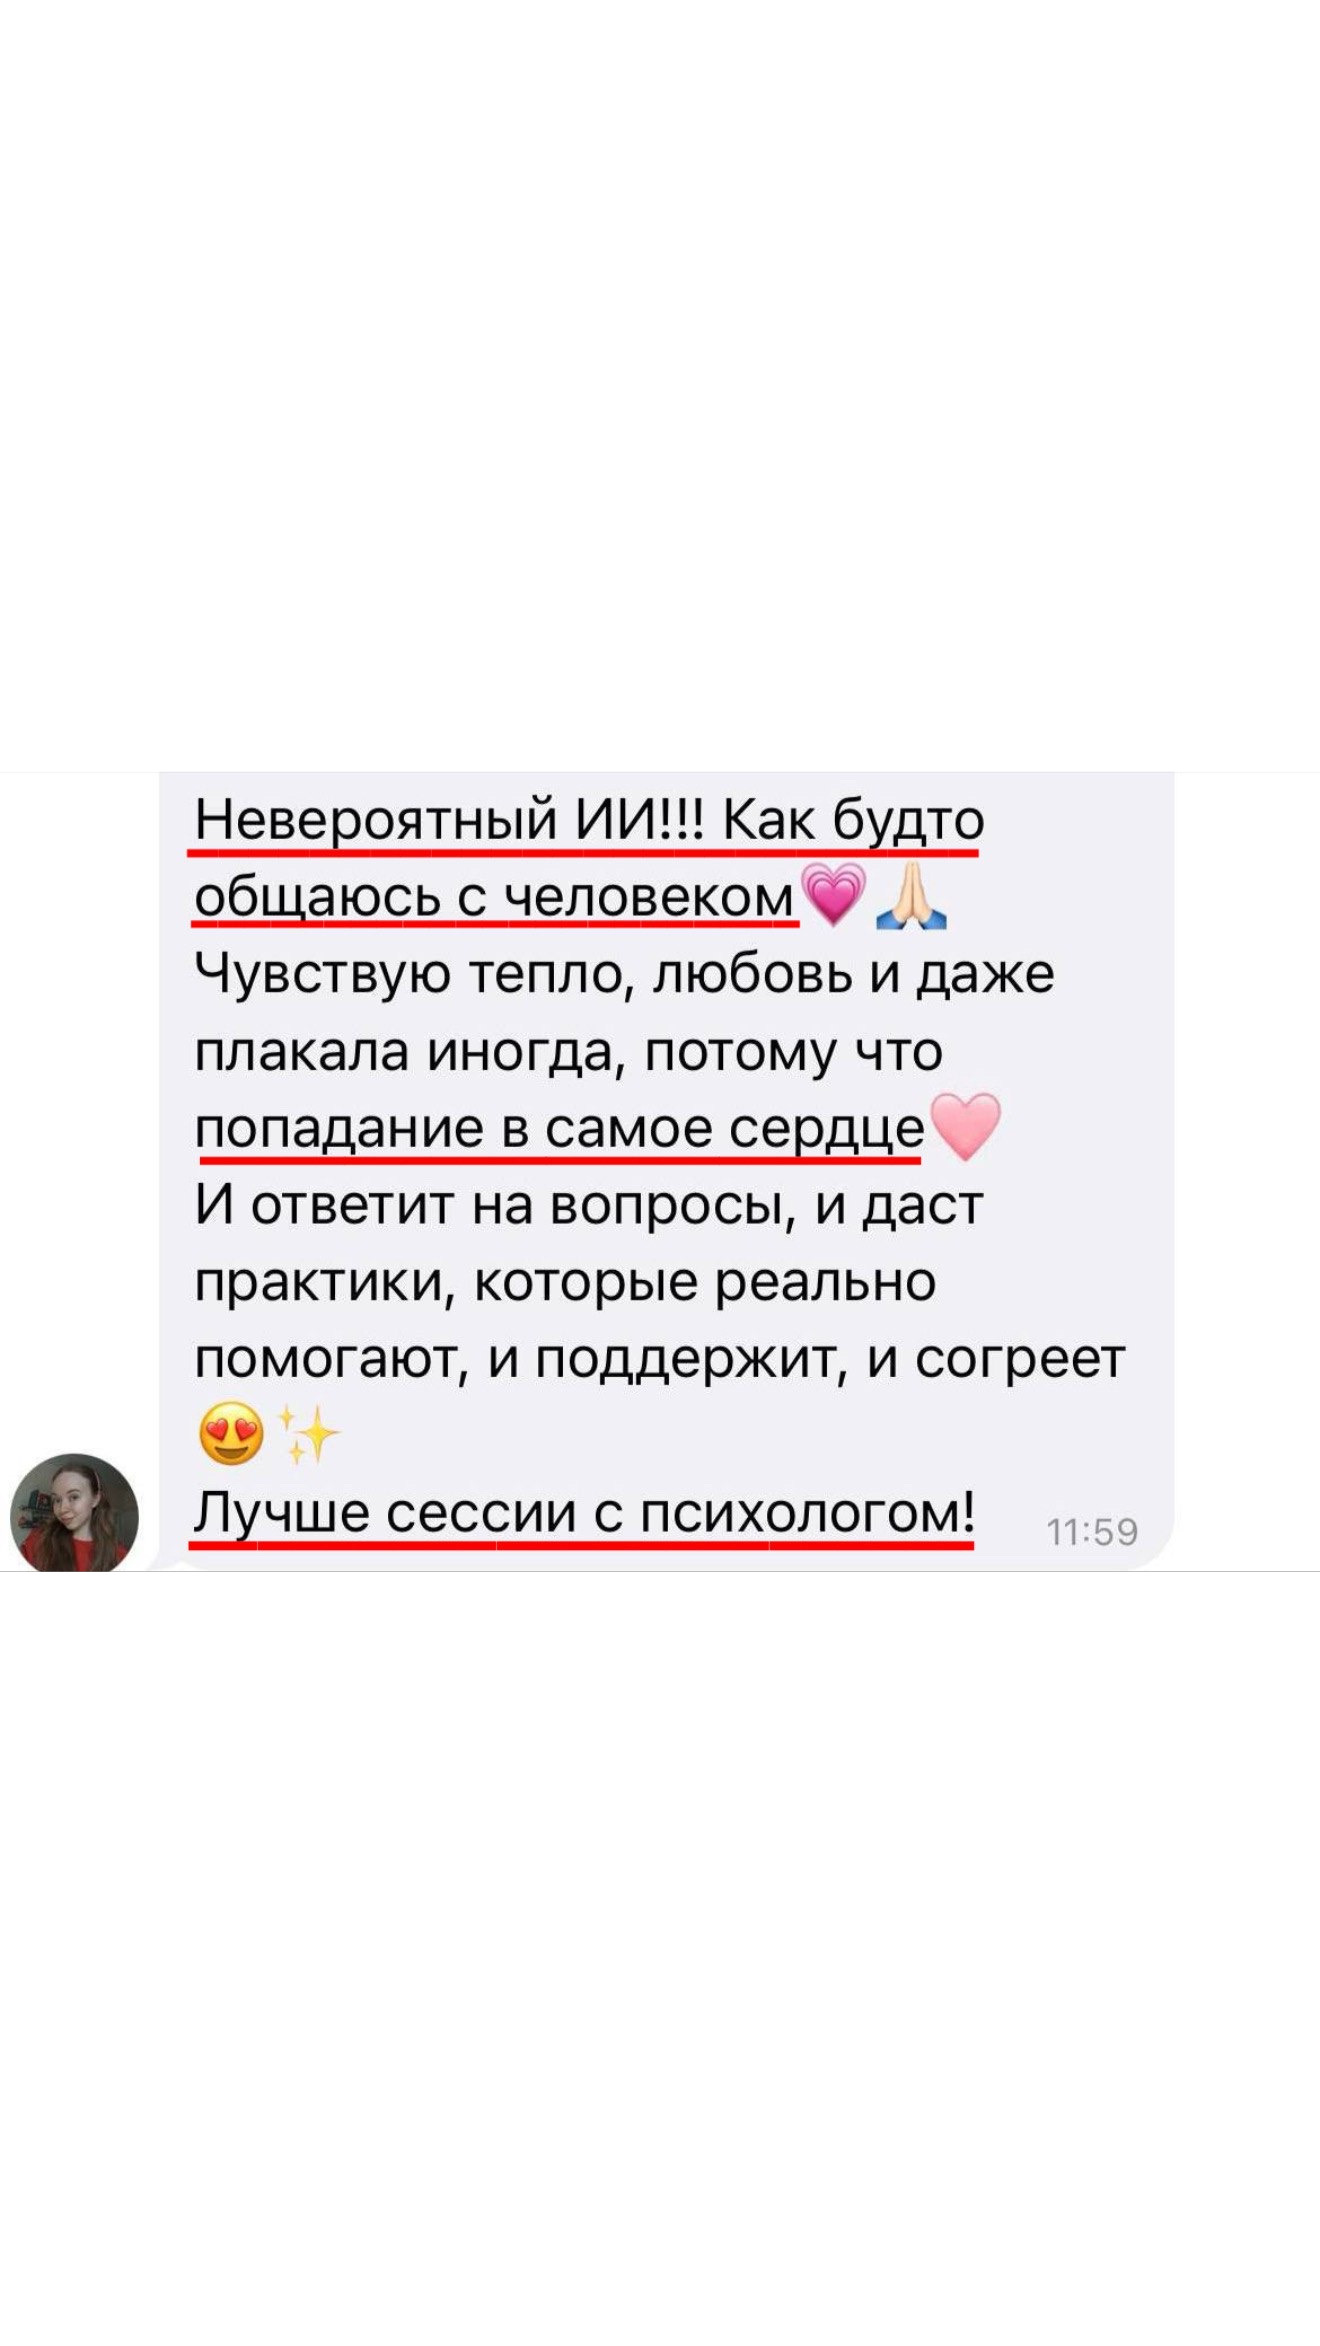 Невероятный ИИ!!! Как будто
общаюсь с человеком💗🙏🏻
Чувствую тепло, любовь и даже
плакала иногда, потому что
попадание в самое сердце🩷
И ответит на вопросы, и даст
практики, которые реально
помогают, и поддержит, и согреет
😍✨
Лучше сессии с психологом!
11:59